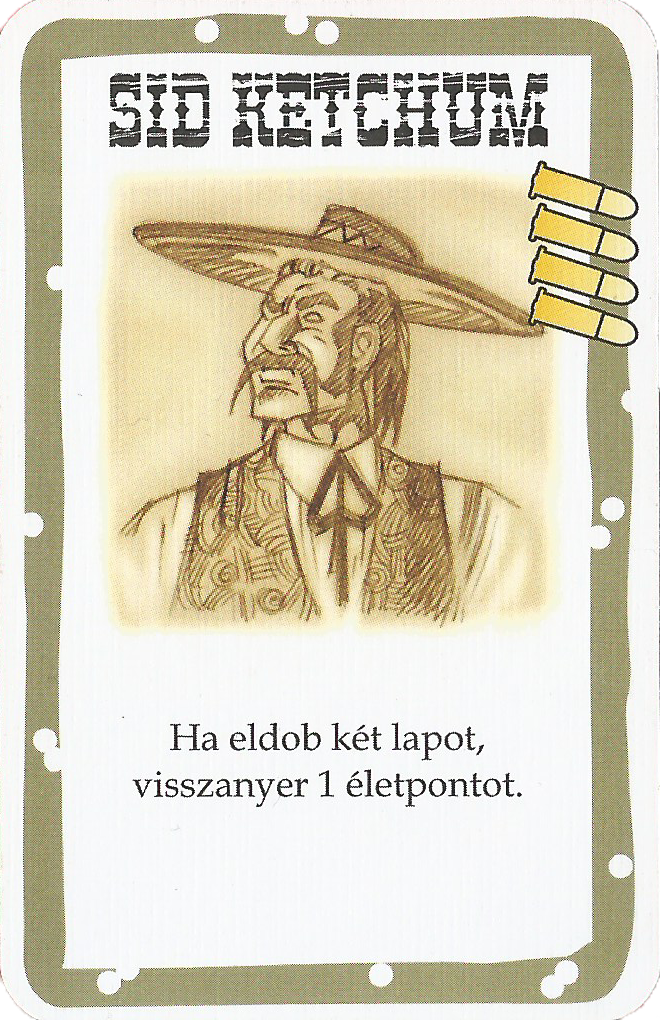 SID KETCHUM
Ha eldob két lapot,
visszanyer 1 életpontot.